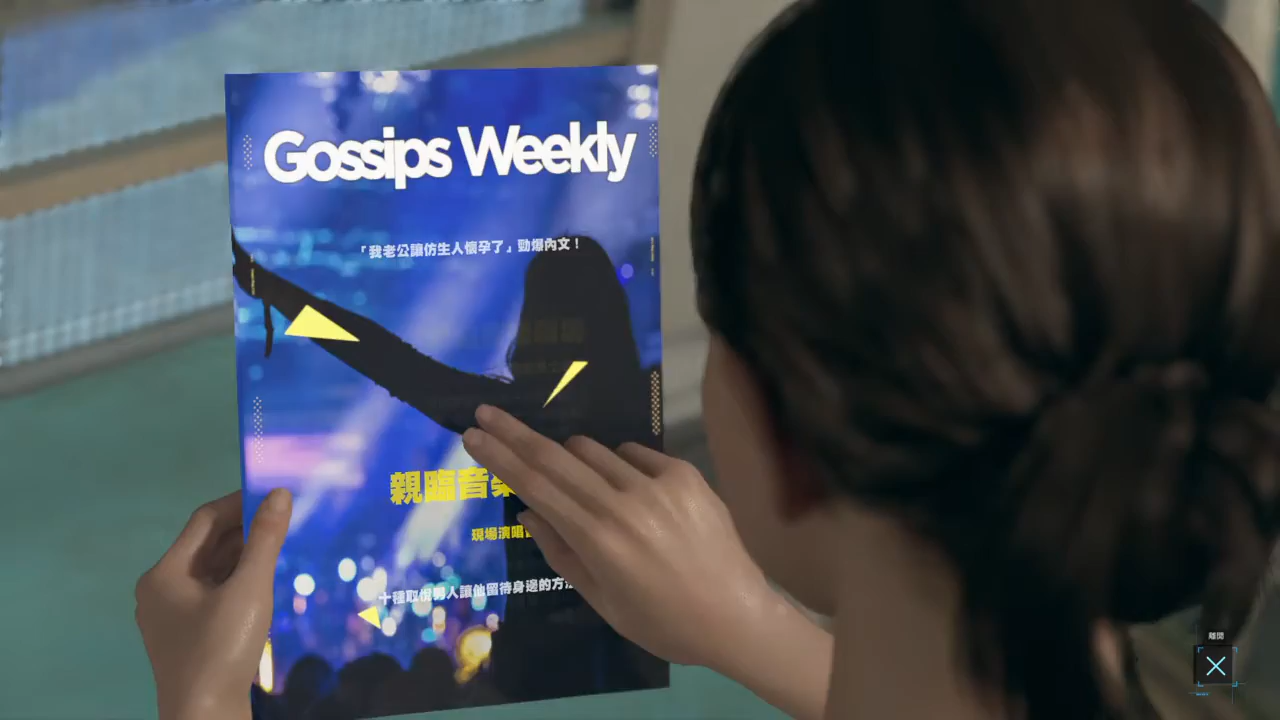 Gossips Weekly
「我老公讓仿生人懷孕了」勁爆內文！
親臨音樂
現場演唱
十種取悅男人讓他留待身邊的方法
離開